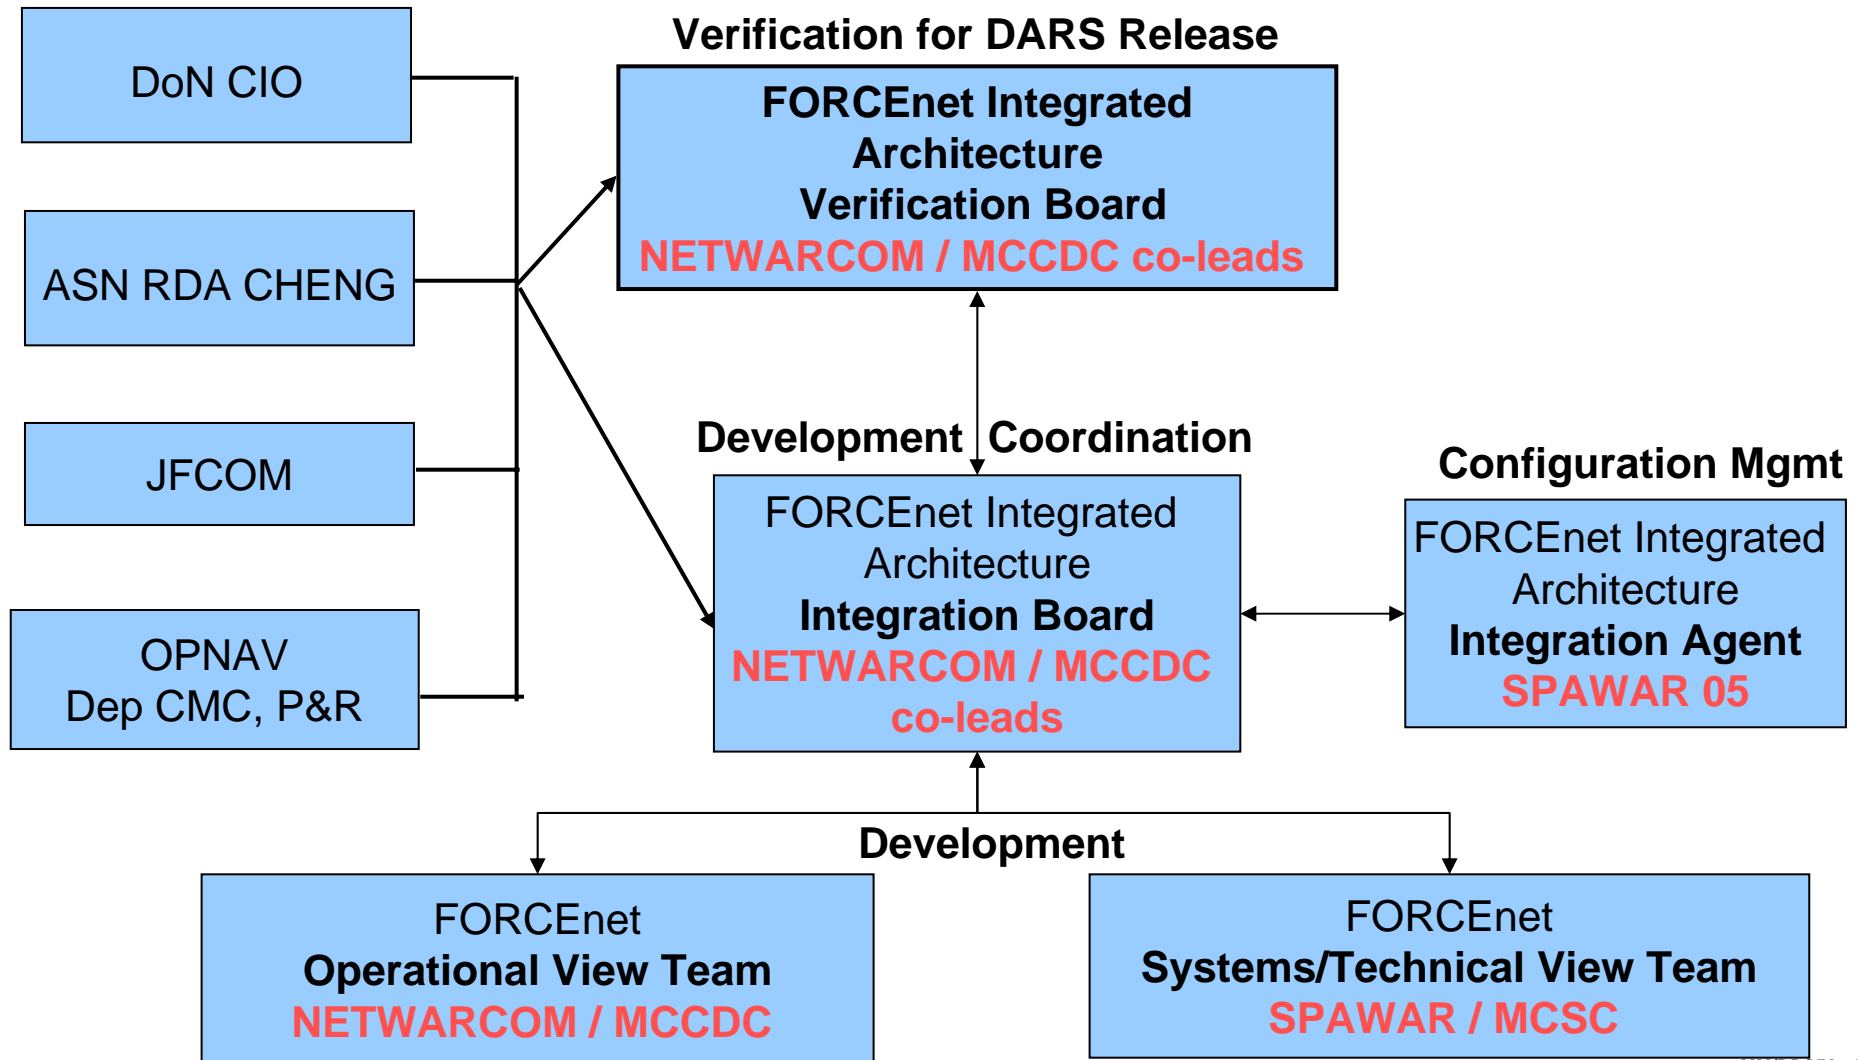 DoN CIO
ASN RDA CHENG
JFCOM
OPNAV
Dep CMC, P&R
Verification for DARS Release
FORCEnet Integrated
Architecture
Verification Board
NETWARCOM / MCCDC co-leads
Development Coordination
FORCEnet Integrated
Architecture
Integration Board
NETWARCOM / MCCDC
co-leads
Configuration Mgmt
FORCEnet Integrated
Architecture
Integration Agent
SPAWAR 05
Development
FORCEnet
Operational View Team
NETWARCOM / MCCDC
FORCEnet
Systems/Technical View Team
SPAWAR / MCSC